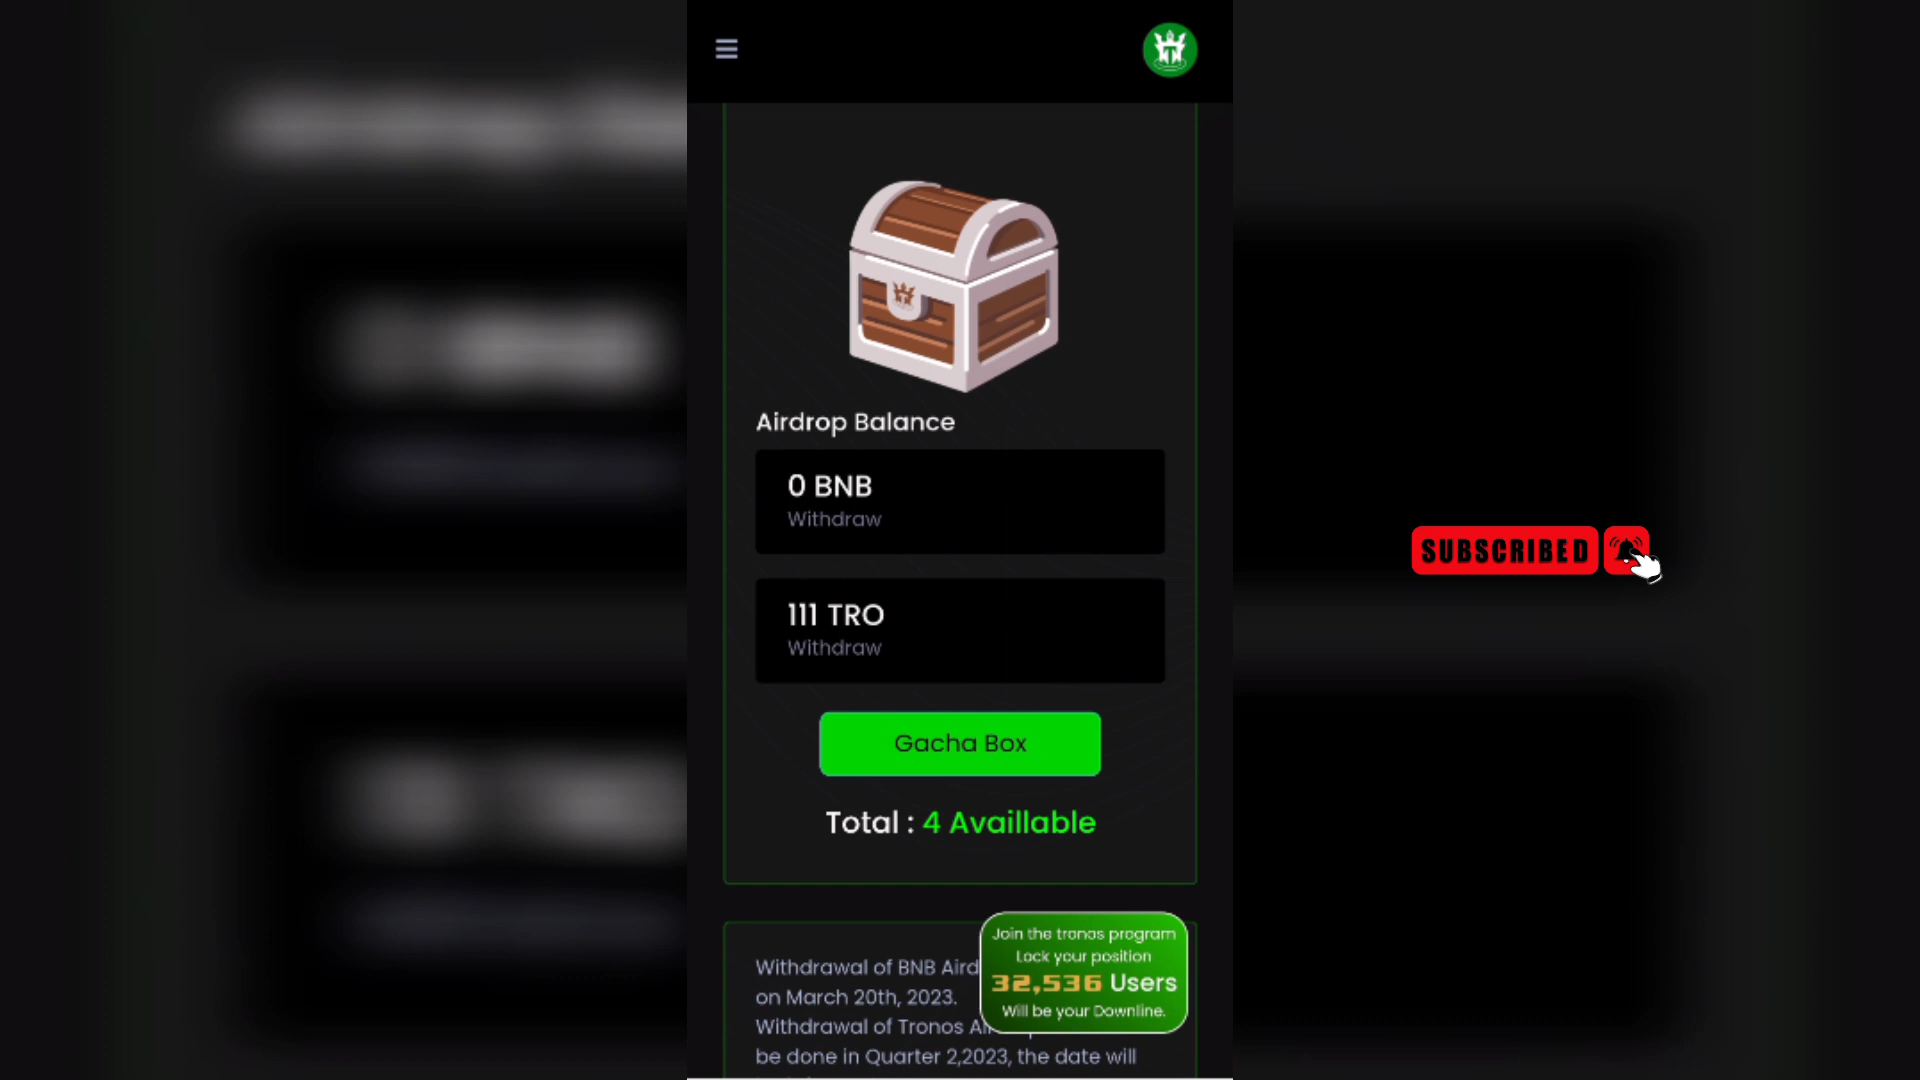 Airdrop Balance
0 BNB
Withdraw
111 TRO
Withdraw
Gacha Box
Total : 4 Availlable
SUBSCRIBED
Join the tronos program
Lock your position
32,536 Users
Will be your Downline.
Withdrawal of BNB
on March 20th, 2023.
Withdrawal of Tronos
be done in Quarter 2,2023, the date will